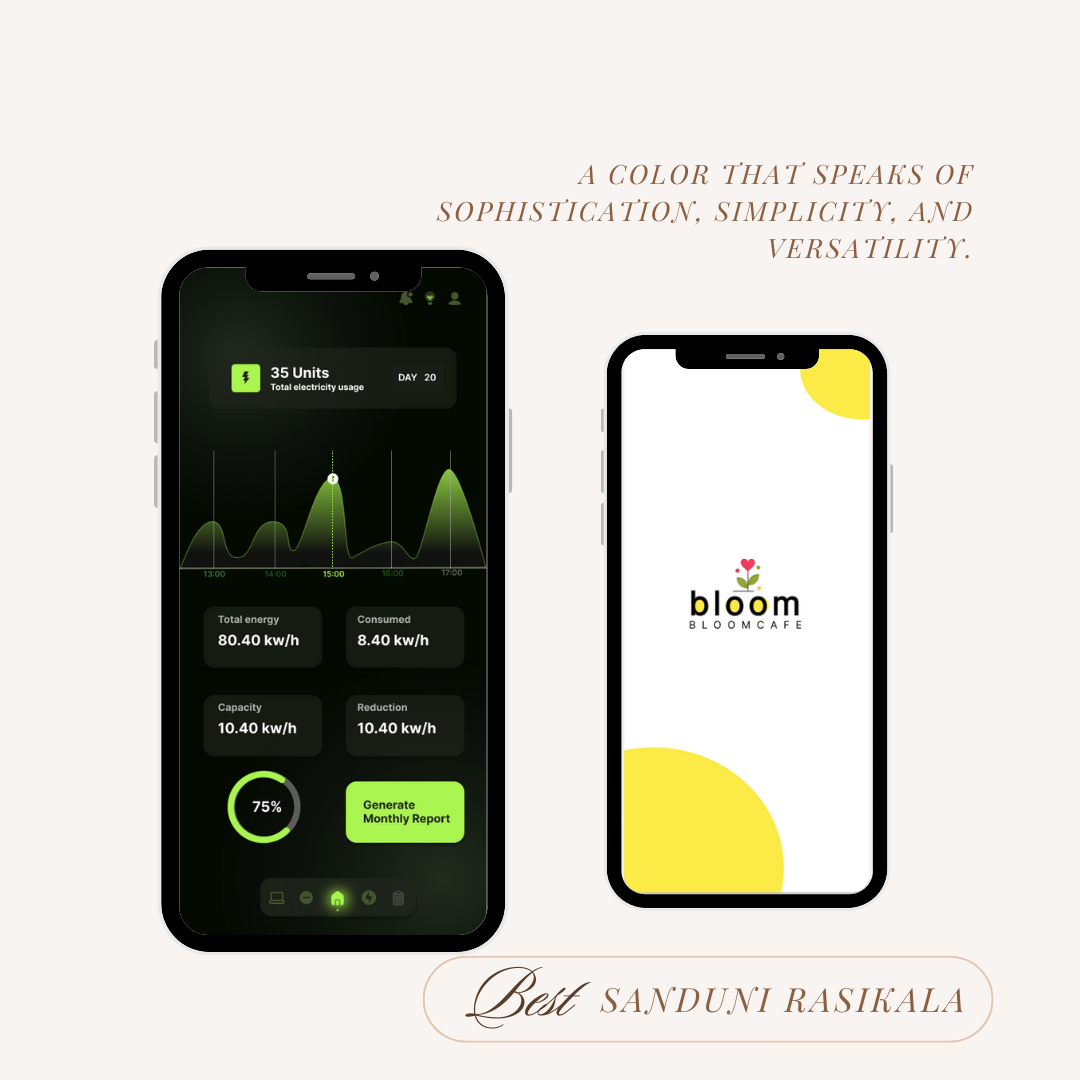 A COLOR THAT SPEAKS OF
SOPHISTICATION, SIMPLICITY, AND
VERSATILITY.
35 Units
Total electricity usage
DAY 20
13:00 14:00 15:00 16:00 17:00
Total energy
80.40 kw/h
Consumed
8.40 kw/h
Capacity
10.40 kw/h
Reduction
10.40 kw/h
75%
Generate
Monthly Report
bloom
BLOOMCAFE
Best SANDUNI RASIKALA